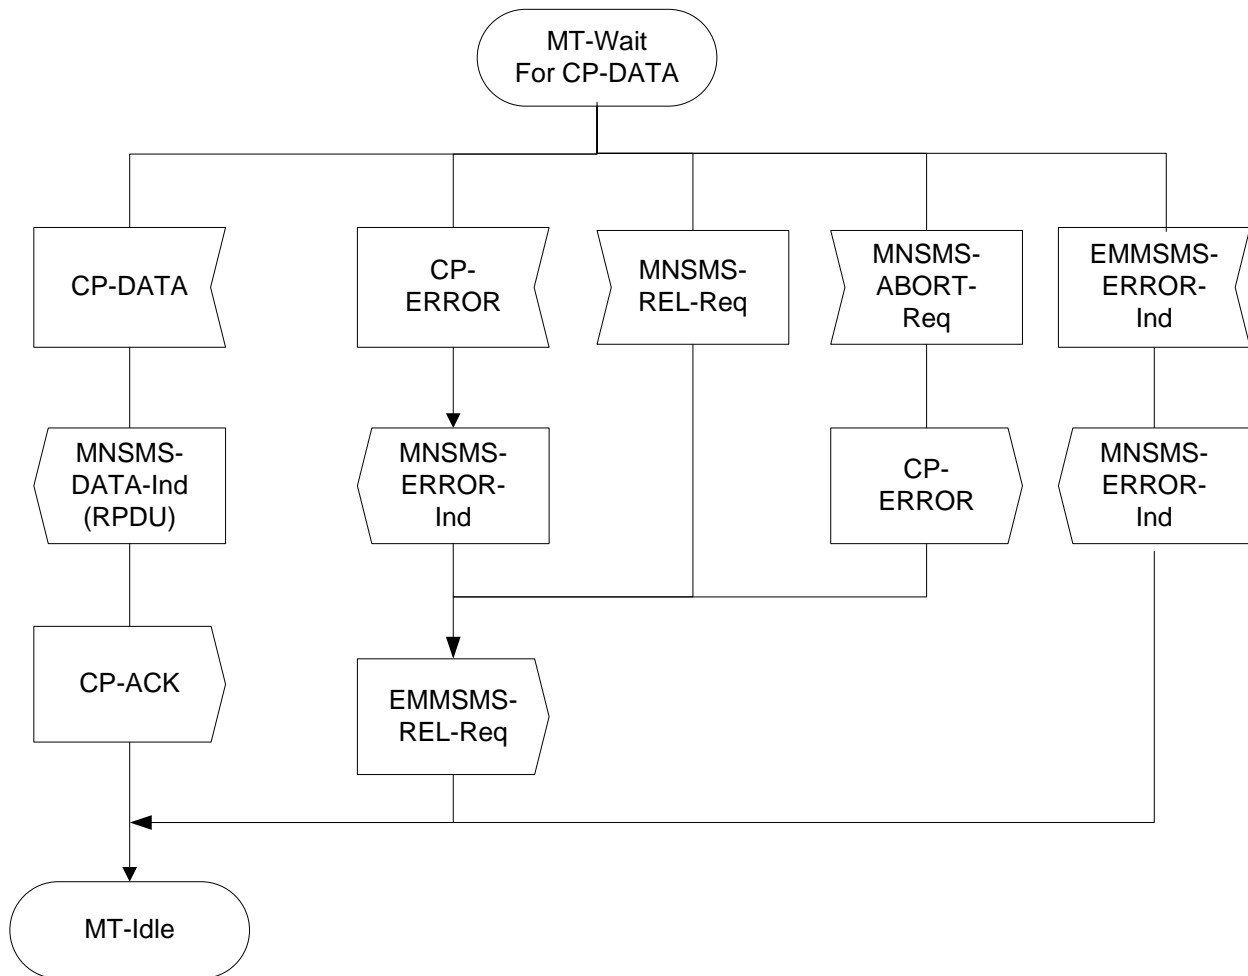 MT-Wait
For CP-DATA
CP-DATA
CP-
ERROR
MNSMS-
REL-Req
MNSMS-
ABORT-
Req
EMMSMS-
ERROR-
Ind
MNSMS-
DATA-Ind
(RPDU)
MNSMS-
ERROR-
Ind
CP-
ERROR
MNSMS-
ERROR-
Ind
CP-ACK
EMMSMS-
REL-Req
MT-Idle